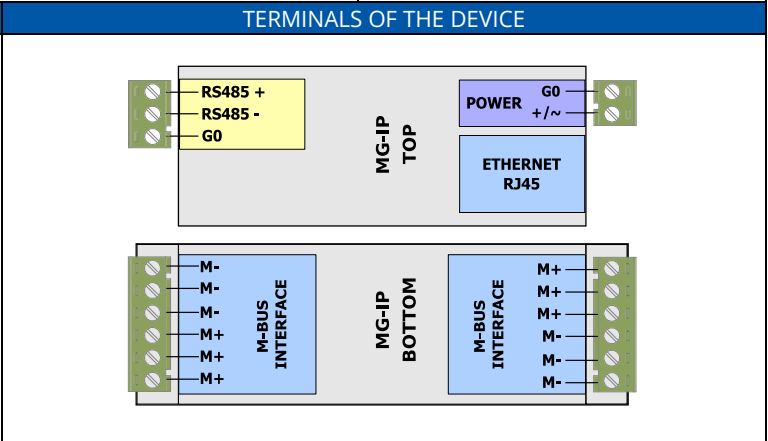 TERMINALS OF THE DEVICE
RS485 +
RS485 -
G0
MG-IP
TOP
POWER
G0
+/~
ETHERNET
RJ45
M-
M-
M-
M+
M+
M+
M-BUS
INTERFACE
MG-IP
BOTTOM
M-BUS
INTERFACE
M+
M+
M+
M-
M-
M-